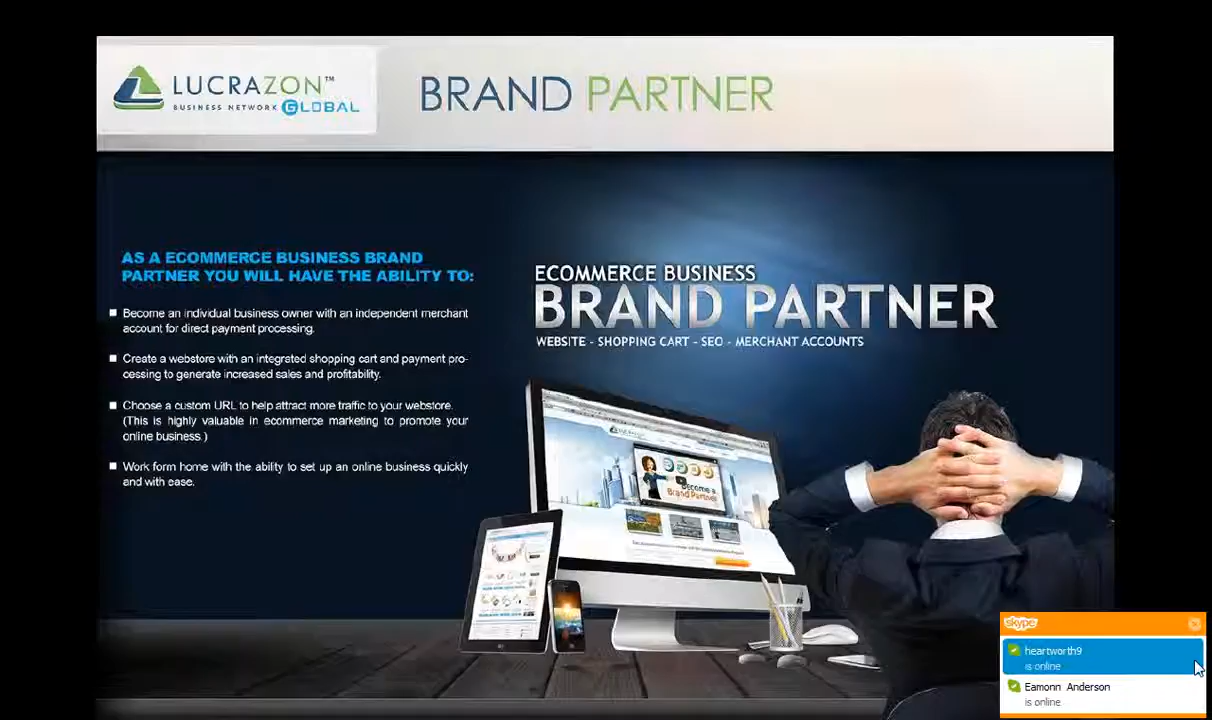 LUCRAZON™
BUSINESS NETWORK GLOBAL
BRAND PARTNER
AS A ECOMMERCE BUSINESS BRAND
PARTNER YOU WILL HAVE THE ABILITY TO:
Become an individual business owner with an independent merchant
account for direct payment processing.
Create a webstore with an integrated shopping cart and payment pro-
cessing to generate increased sales and profitability.
Choose a custom URL to help attract more traffic to your webstore.
(This is highly valuable in ecommerce marketing to promote your
online business.)
Work form home with the ability to set up an online business quickly
and with ease.
ECOMMERCE BUSINESS
BRAND PARTNER
WEBSITE - SHOPPING CART - SEO - MERCHANT ACCOUNTS
LUCRAZON
Become a
Brand Partner
skype
heartworth9
is online
Eamonn Anderson
is online